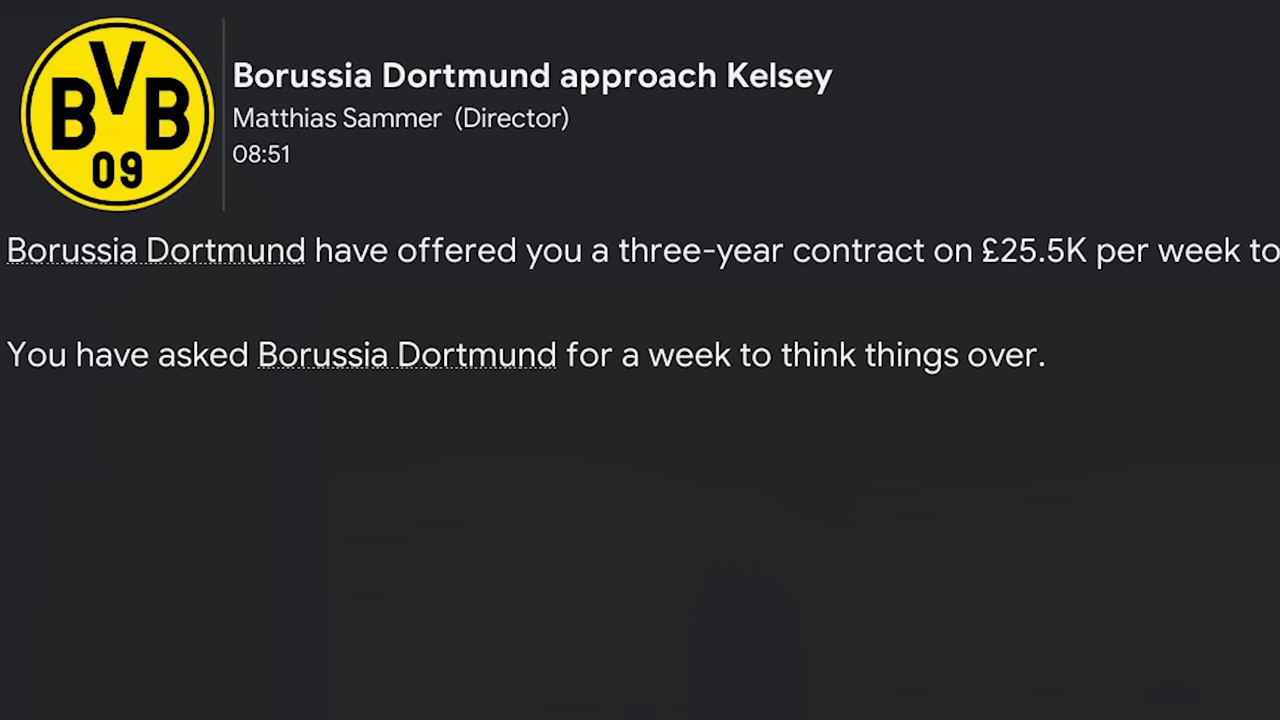 BVB
09
Borussia Dortmund approach Kelsey
Matthias Sammer (Director)
08:51
Borussia Dortmund have offered you a three-year contract on £25.5K per week to
You have asked Borussia Dortmund for a week to think things over.